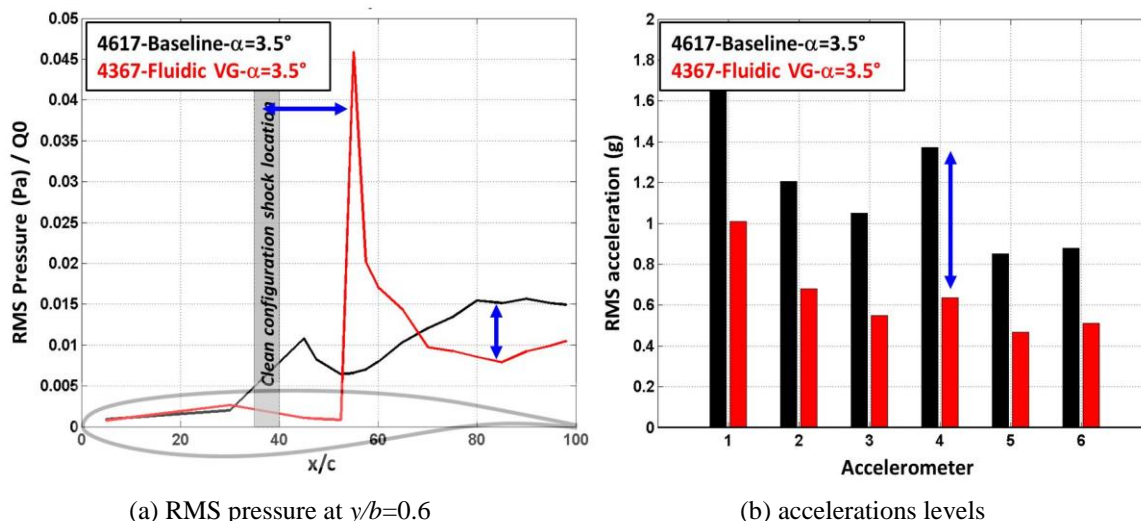 4617-Baseline-α=3.5°
4367-Fluidic VG-α=3.5°
0.05
0.045
0.04
0.035
0.03
0.025
0.02
0.015
0.01
0.005
0
RMS Pressure (Pa) / Q0
Clean configuration shock location
0 20 40 60 80 100
x/c
(a) RMS pressure at y/b=0.6
4617-Baseline-α=3.5°
4367-Fluidic VG-α=3.5°
2
1.8
1.6
1.4
1.2
1
0.8
0.6
0.4
0.2
0
RMS acceleration (g)
1 2 3 4 5 6
Accelerometer
(b) accelerations levels